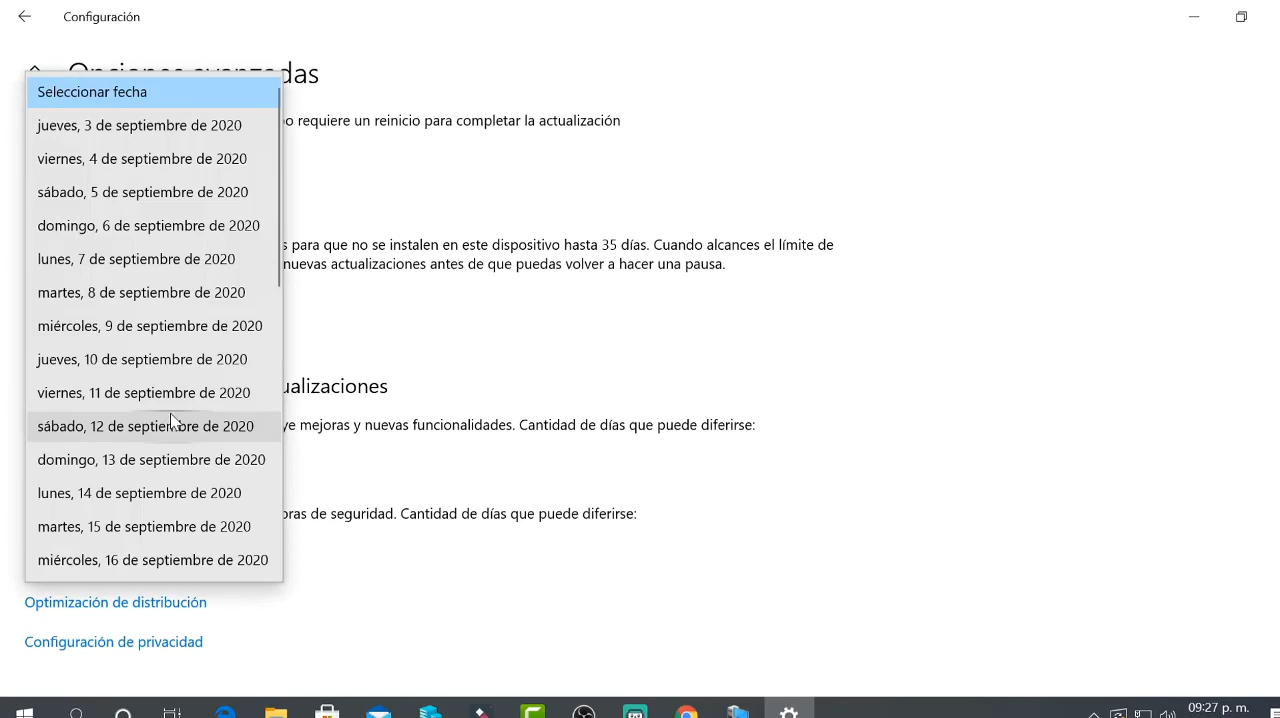 Configuración
Opciones avanzadas
Seleccionar fecha
jueves, 3 de septiembre de 2020
viernes, 4 de septiembre de 2020
sábado, 5 de septiembre de 2020
domingo, 6 de septiembre de 2020
lunes, 7 de septiembre de 2020
martes, 8 de septiembre de 2020
miércoles, 9 de septiembre de 2020
jueves, 10 de septiembre de 2020
viernes, 11 de septiembre de 2020
sábado, 12 de septiembre de 2020
domingo, 13 de septiembre de 2020
lunes, 14 de septiembre de 2020
martes, 15 de septiembre de 2020
miércoles, 16 de septiembre de 2020
requiere un reinicio para completar la actualización
para que no se instalen en este dispositivo hasta 35 días. Cuando alcances el límite de
nuevas actualizaciones antes de que puedas volver a hacer una pausa.
ualizaciones
ye mejoras y nuevas funcionalidades. Cantidad de días que puede diferirse:
oras de seguridad. Cantidad de días que puede diferirse:
Optimización de distribución
Configuración de privacidad
09:27 p. m.